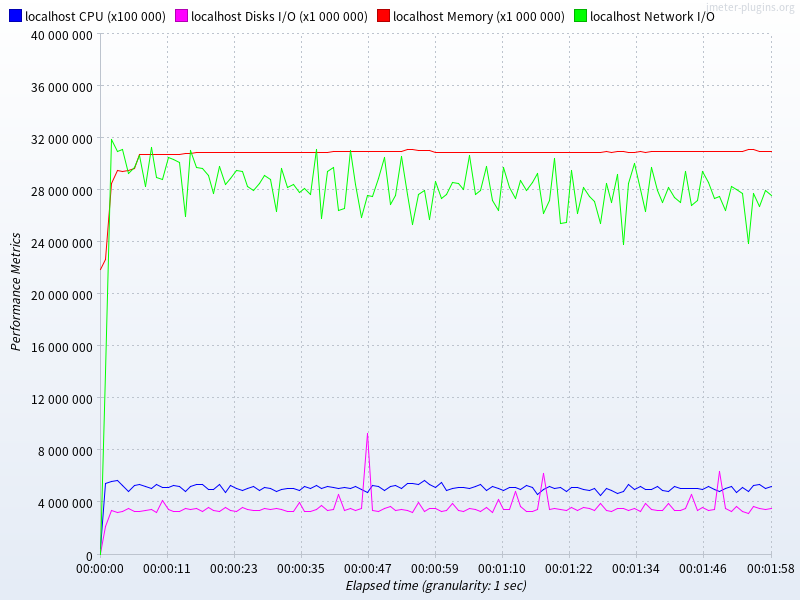 jmeter-plugins.org
localhost CPU (x100 000) localhost Disks I/O (x1 000 000) localhost Memory (x1 000 000) localhost Network I/O
40 000 000
36 000 000
32 000 000
28 000 000
24 000 000
20 000 000
16 000 000
12 000 000
8 000 000
4 000 000
0
Performance Metrics
00:00:00 00:00:11 00:00:23 00:00:35 00:00:47 00:00:59 00:01:10 00:01:22 00:01:34 00:01:46 00:01:58
Elapsed time (granularity: 1 sec)